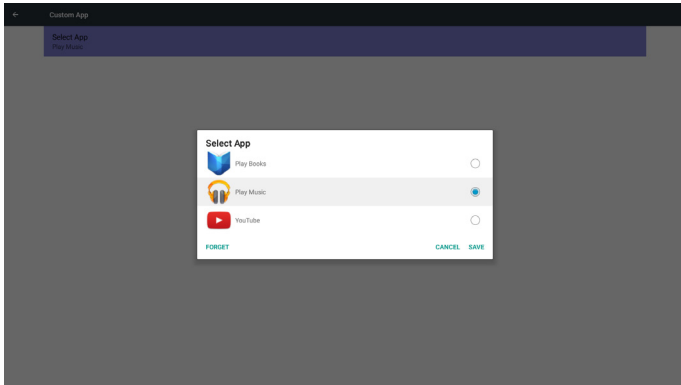 Custom App
Select App
Play Music
Select App
Play Books
Play Music
YouTube
FORGET CANCEL SAVE